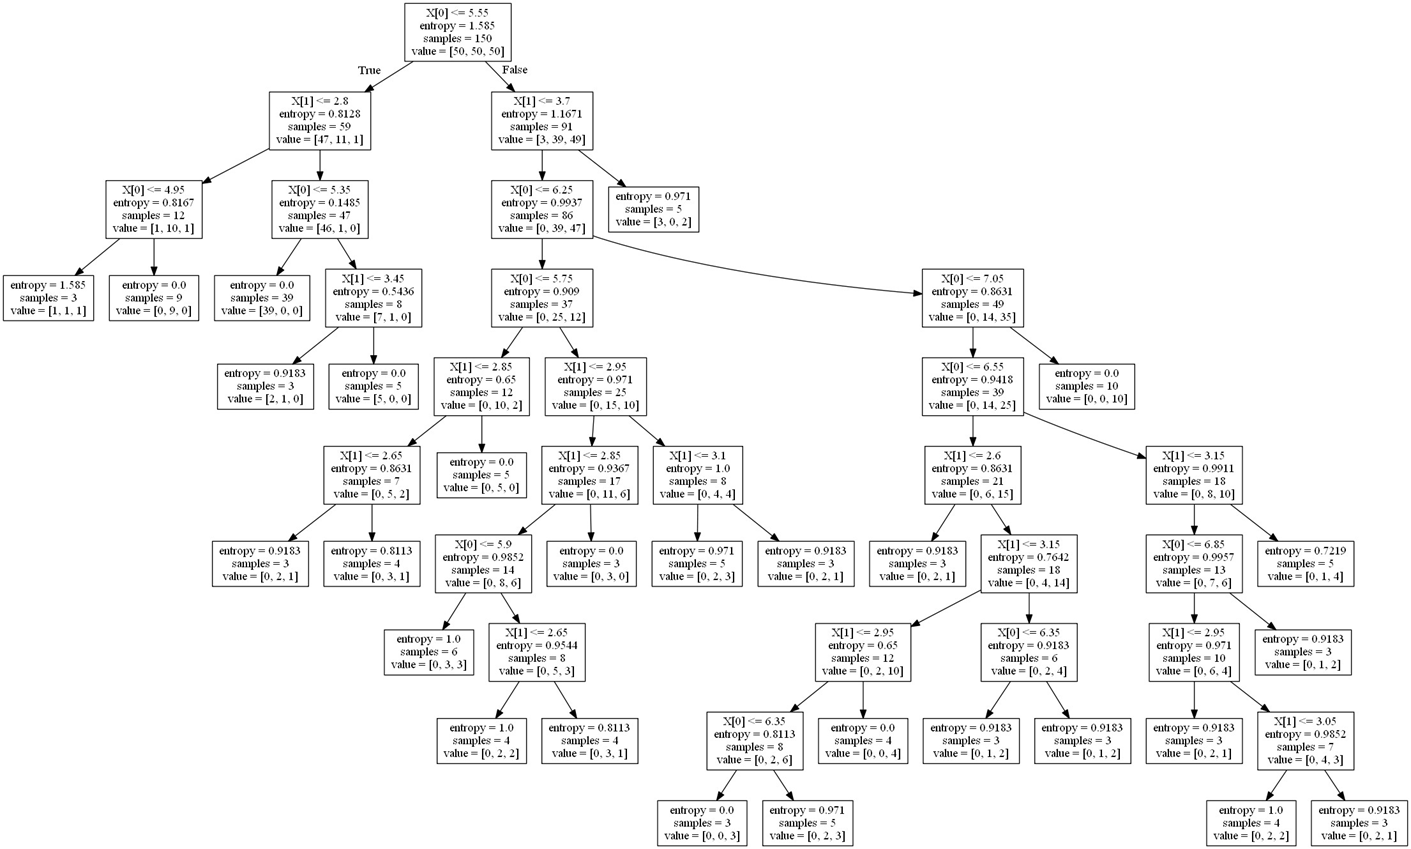 X[0] <= 5.55
entropy = 1.585
samples = 150
value = [50, 50, 50]
True
False
X[1] <= 2.8
entropy = 0.8128
samples = 59
value = [47, 11, 1]
X[1] <= 3.7
entropy = 1.1671
samples = 91
value = [3, 39, 49]
X[0] <= 4.95
entropy = 0.8167
samples = 12
value = [1, 10, 1]
X[0] <= 5.35
entropy = 0.1485
samples = 47
value = [46, 1, 0]
X[0] <= 6.25
entropy = 0.9937
samples = 86
value = [0, 39, 47]
entropy = 0.971
samples = 5
value = [3, 0, 2]
entropy = 1.585
samples = 3
value = [1, 1, 1]
entropy = 0.0
samples = 9
value = [0, 9, 0]
entropy = 0.0
samples = 39
value = [39, 0, 0]
X[1] <= 3.45
entropy = 0.5436
samples = 8
value = [7, 1, 0]
X[0] <= 5.75
entropy = 0.909
samples = 37
value = [0, 25, 12]
X[0] <= 7.05
entropy = 0.8631
samples = 49
value = [0, 14, 35]
entropy = 0.9183
samples = 3
value = [2, 1, 0]
entropy = 0.0
samples = 5
value = [5, 0, 0]
X[1] <= 2.85
entropy = 0.65
samples = 12
value = [0, 10, 2]
X[1] <= 2.95
entropy = 0.971
samples = 25
value = [0, 15, 10]
X[0] <= 6.55
entropy = 0.9418
samples = 39
value = [0, 14, 25]
entropy = 0.0
samples = 10
value = [0, 0, 10]
X[1] <= 2.65
entropy = 0.8631
samples = 7
value = [0, 5, 2]
entropy = 0.0
samples = 5
value = [0, 5, 0]
X[1] <= 2.85
entropy = 0.9367
samples = 17
value = [0, 11, 6]
X[1] <= 3.1
entropy = 1.0
samples = 8
value = [0, 4, 4]
X[1] <= 2.6
entropy = 0.8631
samples = 21
value = [0, 6, 15]
X[1] <= 3.15
entropy = 0.9911
samples = 18
value = [0, 8, 10]
entropy = 0.9183
samples = 3
value = [0, 2, 1]
entropy = 0.8113
samples = 4
value = [0, 3, 1]
X[0] <= 5.9
entropy = 0.9852
samples = 14
value = [0, 8, 6]
entropy = 0.0
samples = 3
value = [0, 3, 0]
entropy = 0.971
samples = 5
value = [0, 2, 3]
entropy = 0.9183
samples = 3
value = [0, 2, 1]
entropy = 0.9183
samples = 3
value = [0, 2, 1]
X[1] <= 3.15
entropy = 0.7642
samples = 18
value = [0, 4, 14]
X[0] <= 6.85
entropy = 0.9957
samples = 13
value = [0, 7, 6]
entropy = 0.7219
samples = 5
value = [0, 1, 4]
entropy = 1.0
samples = 6
value = [0, 3, 3]
X[1] <= 2.65
entropy = 0.9544
samples = 8
value = [0, 5, 3]
X[1] <= 2.95
entropy = 0.65
samples = 12
value = [0, 2, 10]
X[0] <= 6.35
entropy = 0.9183
samples = 6
value = [0, 2, 4]
X[1] <= 2.95
entropy = 0.971
samples = 10
value = [0, 6, 4]
entropy = 0.9183
samples = 3
value = [0, 1, 2]
entropy = 1.0
samples = 4
value = [0, 2, 2]
entropy = 0.8113
samples = 4
value = [0, 3, 1]
X[0] <= 6.35
entropy = 0.8113
samples = 8
value = [0, 2, 6]
entropy = 0.0
samples = 4
value = [0, 0, 4]
entropy = 0.9183
samples = 3
value = [0, 1, 2]
entropy = 0.9183
samples = 3
value = [0, 1, 2]
entropy = 0.9183
samples = 3
value = [0, 2, 1]
X[1] <= 3.05
entropy = 0.9852
samples = 7
value = [0, 4, 3]
entropy = 0.0
samples = 3
value = [0, 0, 3]
entropy = 0.971
samples = 5
value = [0, 2, 3]
entropy = 1.0
samples = 4
value = [0, 2, 2]
entropy = 0.9183
samples = 3
value = [0, 2, 1]